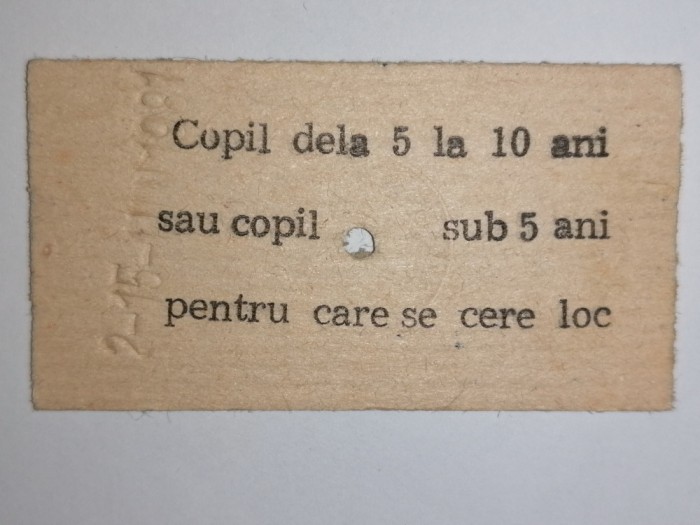 Copil dela 5 la 10 ani
sau copil sub 5 ani
pentru care se cere loc